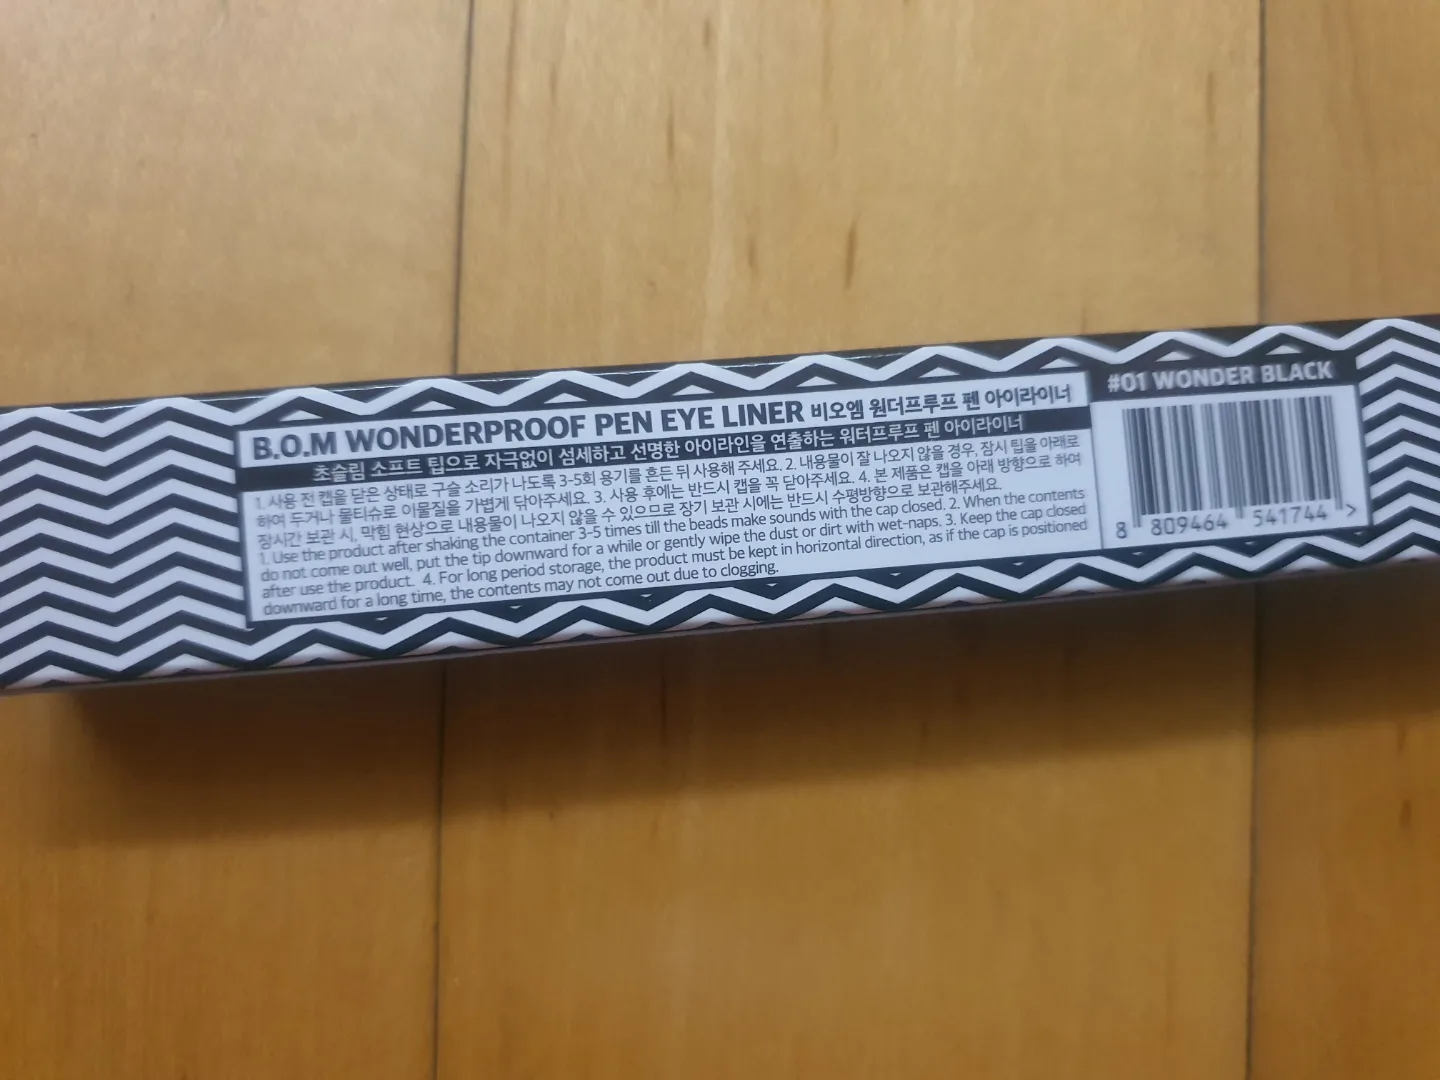 B.O.M WONDERPROOF PEN EYE LINER 비오엠 원더프루프 펜 아이라이너
초슬림 소프트 팁으로 자극없이 섬세하고 선명한 아이라인을 연출하는 워터프루프 펜 아이라이너
1. 사용 전 캡을 닫은 상태로 구슬 소리가 나도록 3-5회 용기를 흔든 뒤 사용해 주세요. 2. 내용물이 잘 나오지 않을 경우, 잠시 팁을 아래로
하여 두거나 물티슈로 이물질을 가볍게 닦아주세요. 3. 사용 후에는 반드시 캡을 꼭 닫아주세요. 4. 본 제품은 캡을 아래 방향으로 하여
장시간 보관 시, 막힘 현상으로 내용물이 나오지 않을 수 있으므로 장기 보관 시에는 반드시 수평방향으로 보관해주세요.
1. Use the product after shaking the container 3-5 times till the beads make sounds with the cap closed. 2. When the contents
do not come out well, put the tip downward for a while or gently wipe the dust or dirt with wet-naps. 3. Keep the cap closed
after use the product. 4. For long period storage, the product must be kept in horizontal direction, as if the cap is positioned
downward for a long time, the contents may not come out due to clogging.
#01 WONDER BLACK
8 809464 541744 >